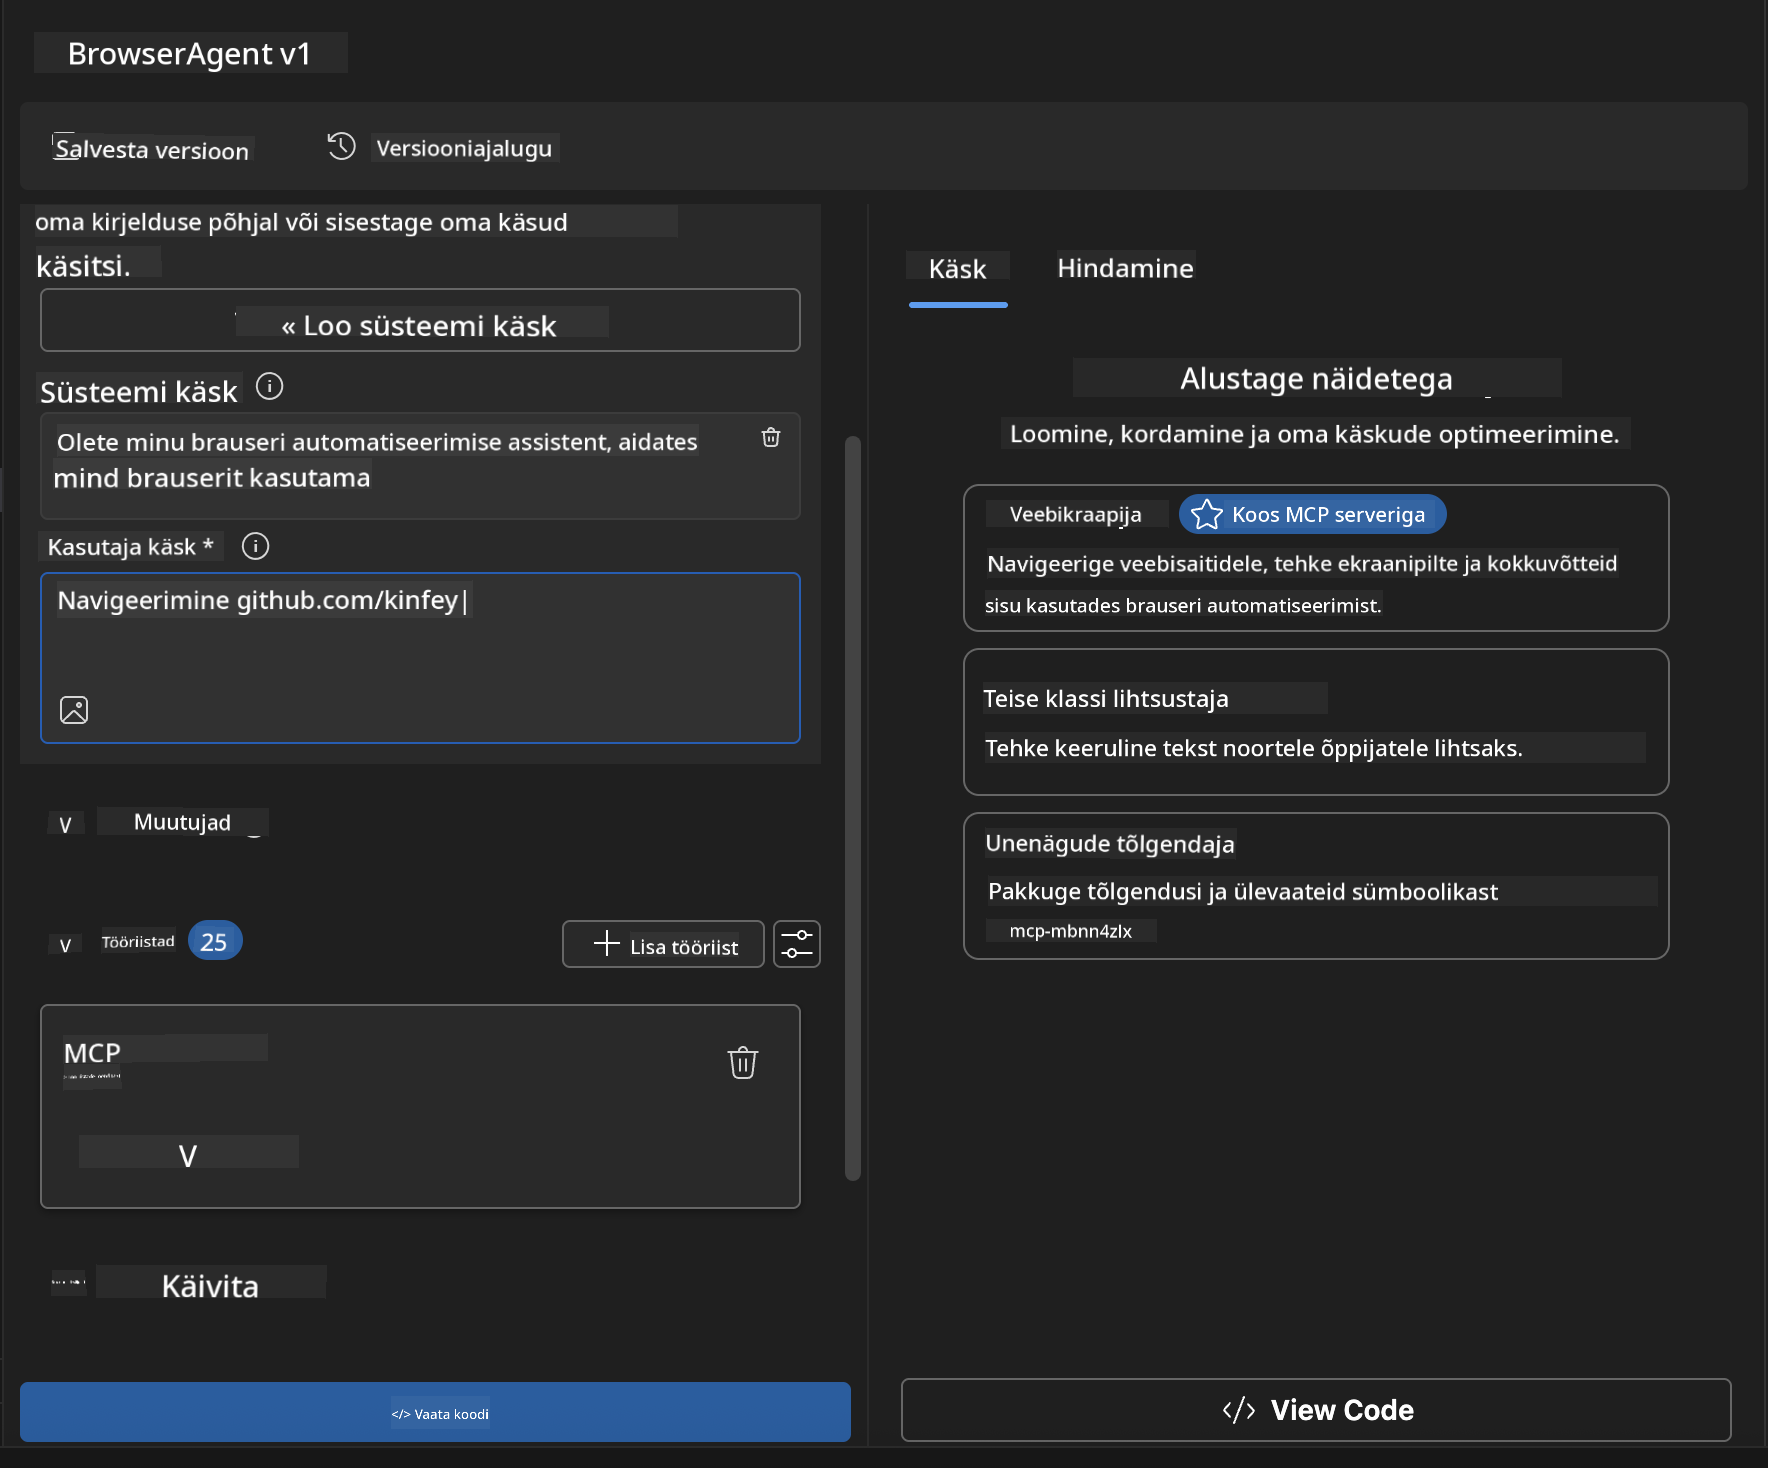 BrowserAgent v1
Salvesta versioon
Versiooniajalugu
oma kirjelduse põhjal või sisestage oma käsud
käsitsi.
« Loo süsteemi käsk
Süsteemi käsk
Olete minu brauseri automatiseerimise assistent, aidates
mind brauserit kasutama
Kasutaja käsk *
Navigeerimine github.com/kinfey|
v Muutujad
v Tööriistad 25
Lisa tööriist
MCP
v
Käivita
</> Vaata koodi
Käsk
Hindamine
Alustage näidetega
Loomine, kordamine ja oma käskude optimeerimine.
Veebikraapija
Koos MCP serveriga
Navigeerige veebisaitidele, tehke ekraanipilte ja kokkuvõtteid
sisu kasutades brauseri automatiseerimist.
Teise klassi lihtsustaja
Tehke keeruline tekst noortele õppijatele lihtsaks.
Unenägude tõlgendaja
Pakkuge tõlgendusi ja ülevaateid sümboolikast
mcp-mbnn4zlx
</> View Code